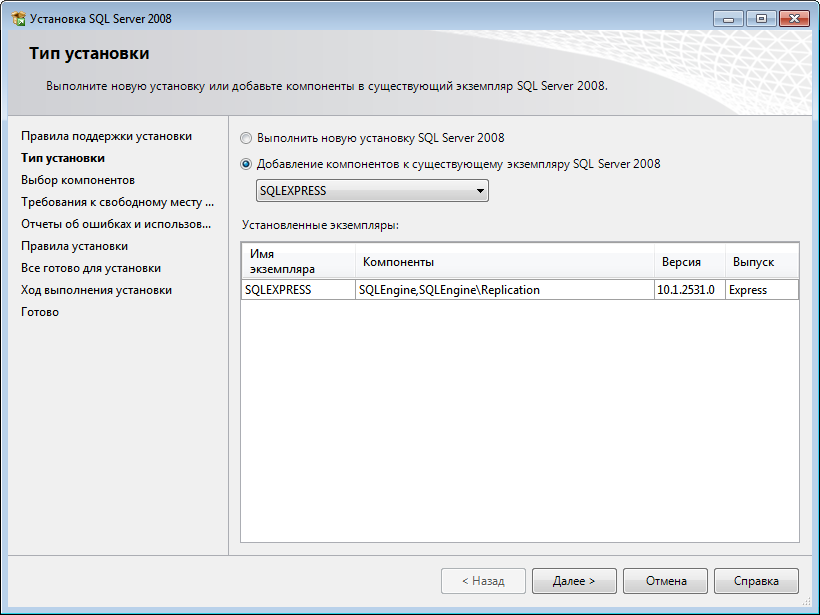 Установка SQL Server 2008
Тип установки
Выполните новую установку или добавьте компоненты в существующий экземпляр SQL Server 2008.
Правила поддержки установки
Тип установки
Выбор компонентов
Требования к свободному месту ...
Отчеты об ошибках и использов...
Правила установки
Все готово для установки
Ход выполнения установки
Готово
Выполнить новую установку SQL Server 2008
Добавление компонентов к существующему экземпляру SQL Server 2008
SQLEXPRESS
Установленные экземпляры:
Имя экземпляра Компоненты Версия Выпуск
SQLEXPRESS SQLEngine,SQLEngine\Replication 10.1.2531.0 Express
< Назад Далее > Отмена Справка